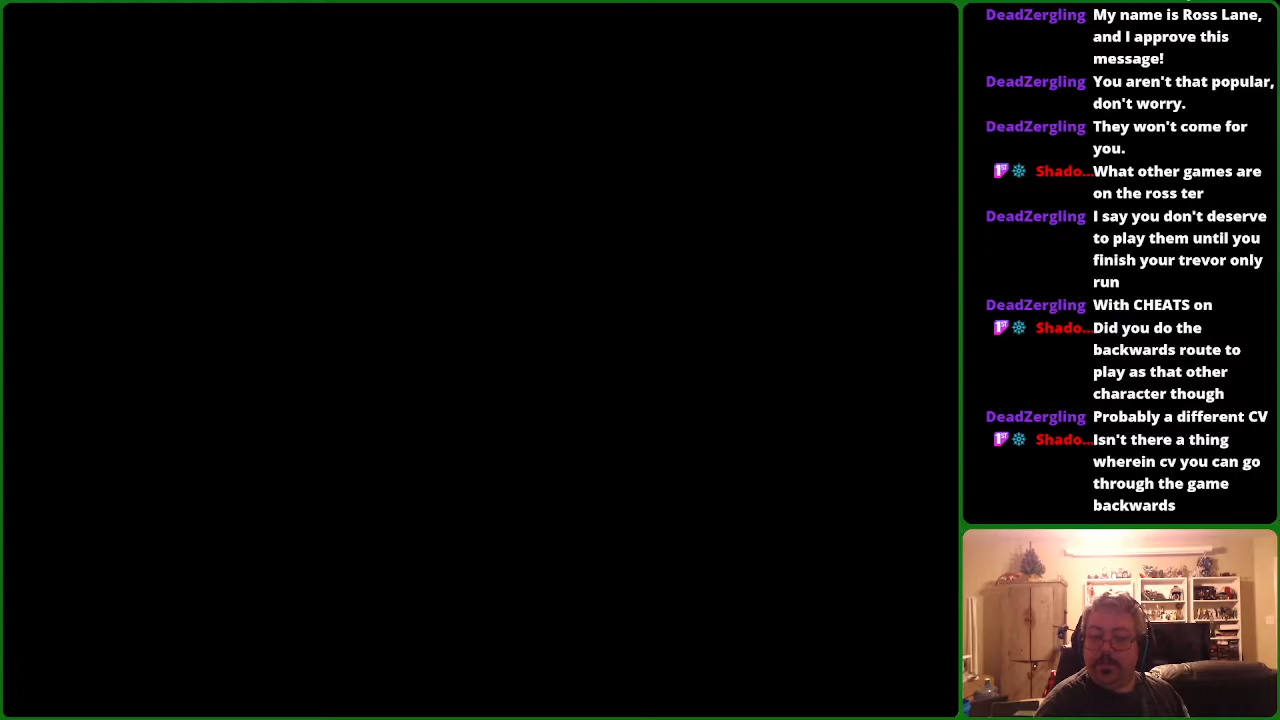 DeadZergling My name is Ross Lane,
and I approve this
message!
DeadZergling You aren't that popular,
don't worry.
DeadZergling They won't come for
you.
Shado... What other games are
on the ross ter
DeadZergling I say you don't deserve
to play them until you
finish your trevor only
run
DeadZergling With CHEATS on
Shado... Did you do the
backwards route to
play as that other
character though
DeadZergling Probably a different CV
Shado... Isn't there a thing
wherein cv you can go
through the game
backwards